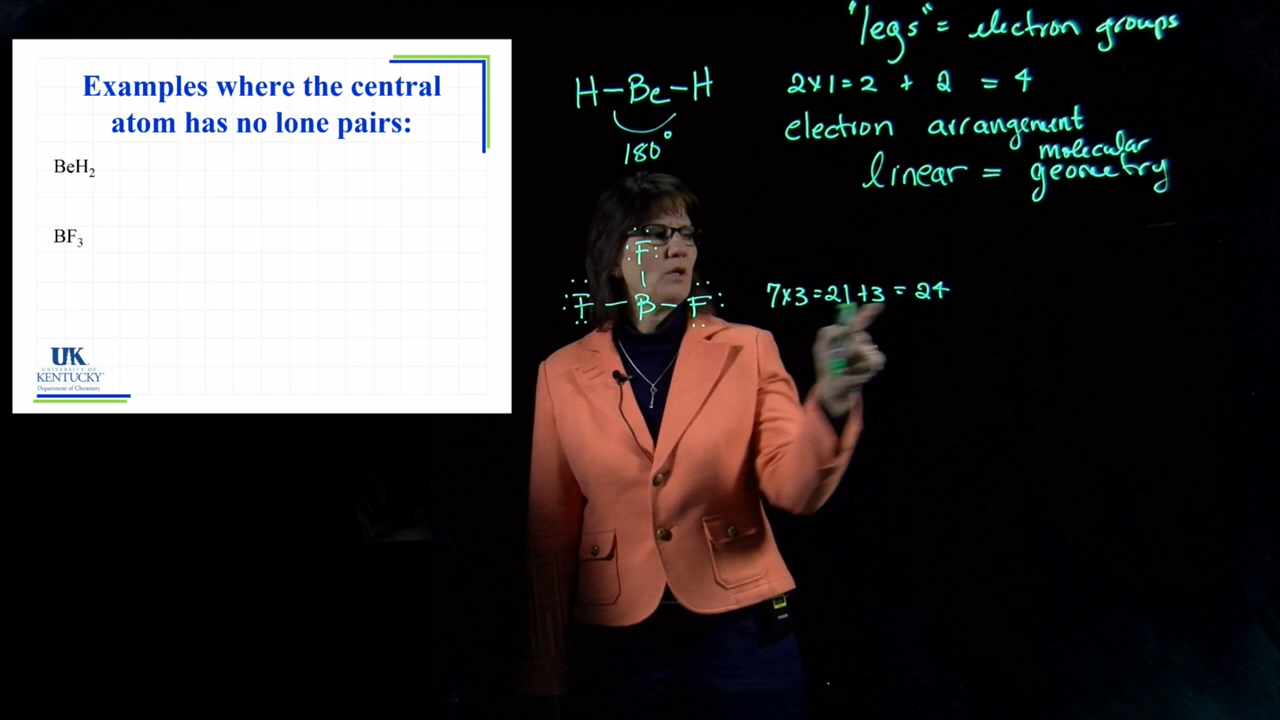 Examples where the central
atom has no lone pairs:
BeH₂
BF₃
UK
UNIVERSITY OF
KENTUCKY
Department of Chemistry
"legs" = electron groups
H-Be-H
180°
2x1=2 + 2 = 4
electron arrangement
linear = molecular geometry
:F:
:F — B — F:
7x3=21+3=24